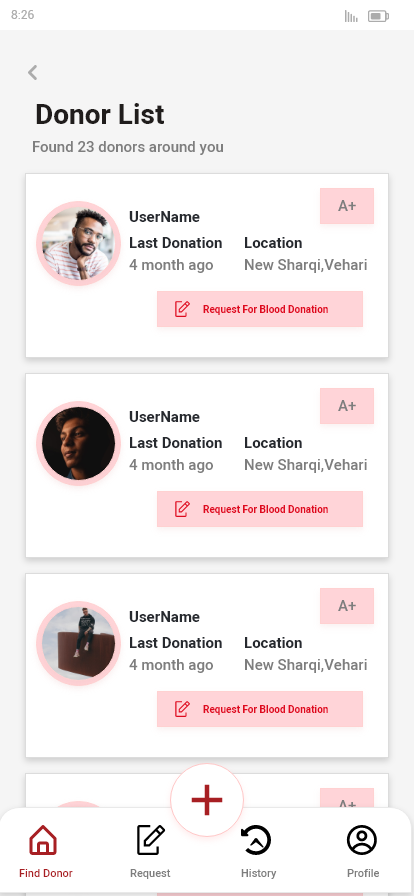 8:26
Donor List
Found 23 donors around you
A+
UserName
Last Donation Location
4 month ago New Sharqi,Vehari
Request For Blood Donation
A+
UserName
Last Donation Location
4 month ago New Sharqi,Vehari
Request For Blood Donation
A+
UserName
Last Donation Location
4 month ago New Sharqi,Vehari
Request For Blood Donation
A+
Find Donor Request History Profile